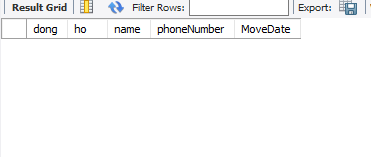 Result Grid Filter Rows: Export:
dong ho name phoneNumber MoveDate